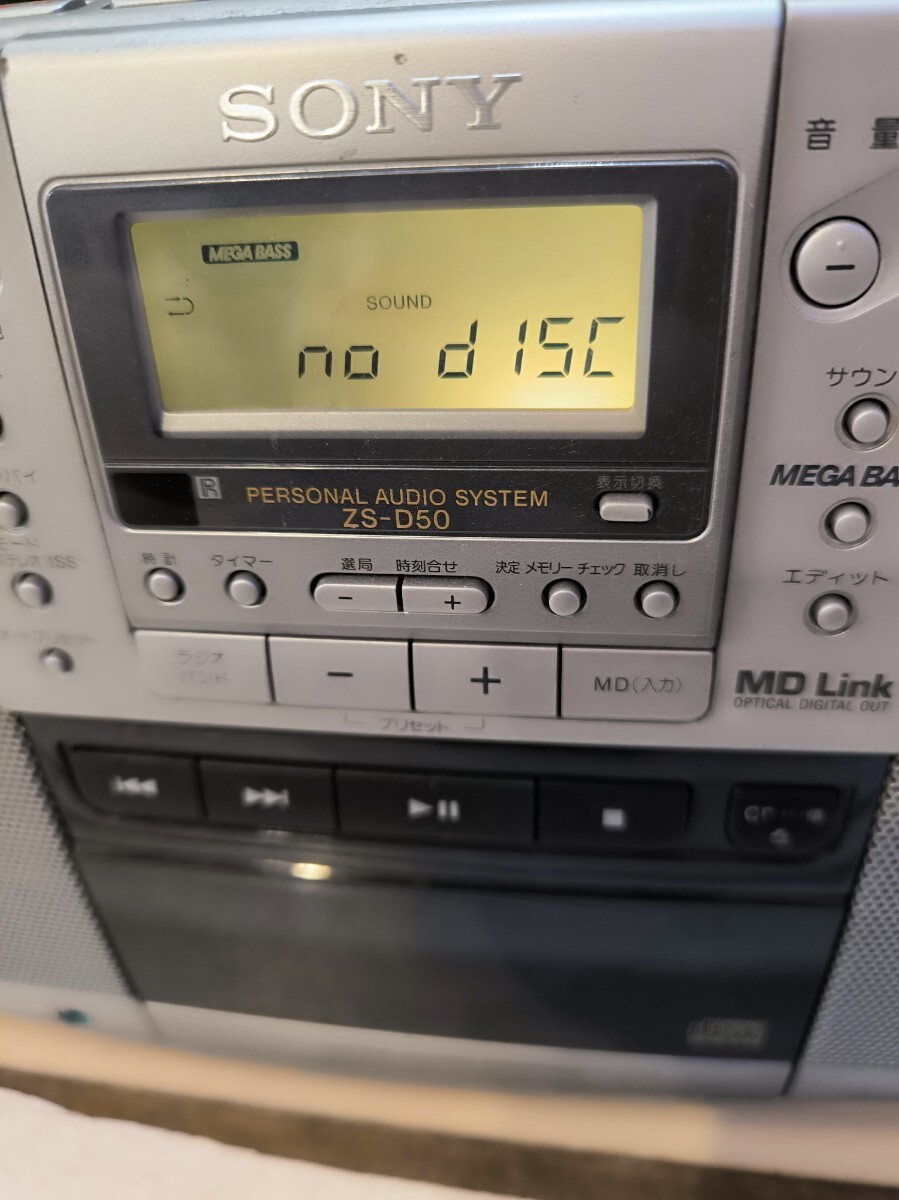 SONY
音量
MEGA BASS
SOUND
no dISC
サウン
MEGA BA
R
PERSONAL AUDIO SYSTEM
ZS-D50
表示切換
ISS
時計
タイマー
選局
時刻合せ
決定
メモリー
チェック
取消し
エディット
ラジオ
バンド
MD(入力)
プリセット
MD Link
OPTICAL DIGITAL OUT